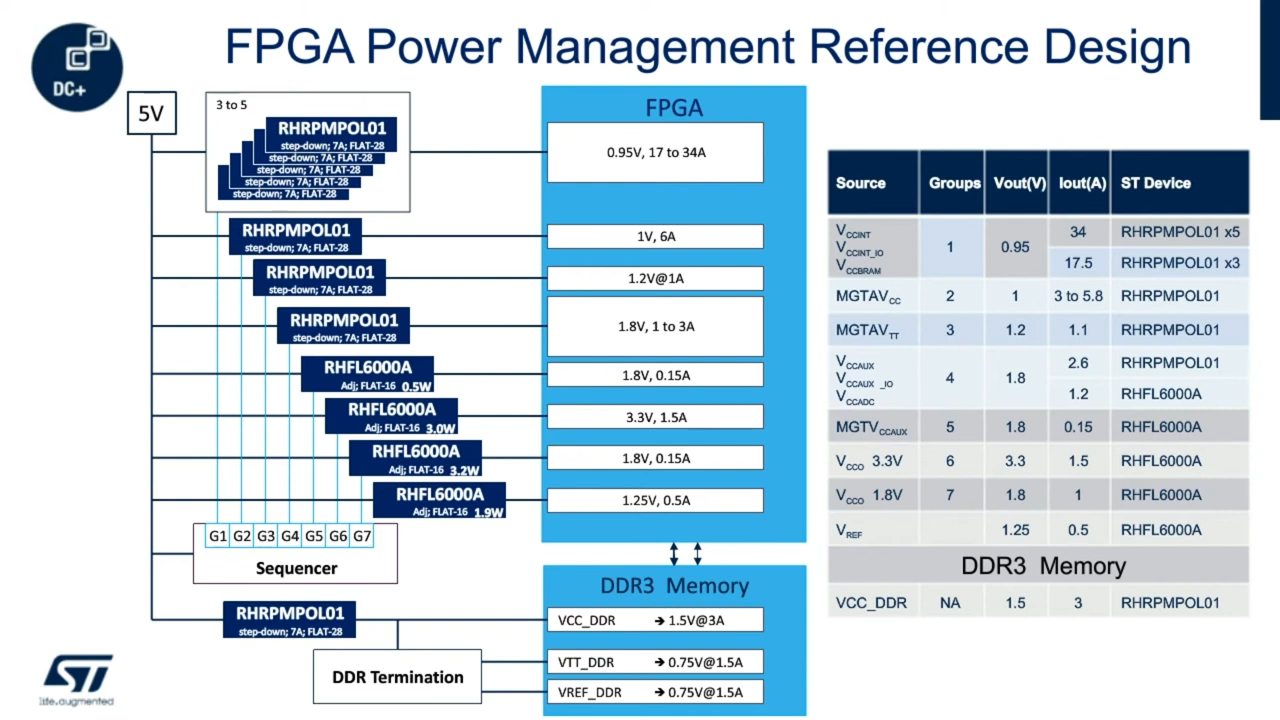 FPGA Power Management Reference Design
DC+
5V
3 to 5
RHRPMPOL01
step-down; 7A; FLAT-28
step-down; 7A; FLAT-28
step-down; 7A; FLAT-28
step-down; 7A; FLAT-28
step-down; 7A; FLAT-28
RHRPMPOL01
step-down; 7A; FLAT-28
RHRPMPOL01
step-down; 7A; FLAT-28
RHRPMPOL01
step-down; 7A; FLAT-28
RHFL6000A
Adj; FLAT-16 0.5W
RHFL6000A
Adj; FLAT-16 3.0W
RHFL6000A
Adj; FLAT-16 3.2W
RHFL6000A
Adj; FLAT-16 1.9W
G1 G2 G3 G4 G5 G6 G7
Sequencer
RHRPMPOL01
step-down; 7A; FLAT-28
DDR Termination
FPGA
0.95V, 17 to 34A
1V, 6A
1.2V@1A
1.8V, 1 to 3A
1.8V, 0.15A
3.3V, 1.5A
1.8V, 0.15A
1.25V, 0.5A
DDR3 Memory
VCC_DDR → 1.5V@3A
VTT_DDR → 0.75V@1.5A
VREF_DDR → 0.75V@1.5A
Source Groups Vout(V) Iout(A) ST Device
VCCINT
VCCINT_IO
VCCBRAM
1 0.95
34 RHRPMPOL01 x5
17.5 RHRPMPOL01 x3
MGTAVCC 2 1 3 to 5.8 RHRPMPOL01
MGTAVTT 3 1.2 1.1 RHRPMPOL01
VCCAUX
VCCAUX _IO
VCCADC
4 1.8
2.6 RHRPMPOL01
1.2 RHFL6000A
MGTVCCAUX 5 1.8 0.15 RHFL6000A
VCCO 3.3V 6 3.3 1.5 RHFL6000A
VCCO 1.8V 7 1.8 1 RHFL6000A
VREF 1.25 0.5 RHFL6000A
DDR3 Memory
VCC_DDR NA 1.5 3 RHRPMPOL01
ST
life.augmented